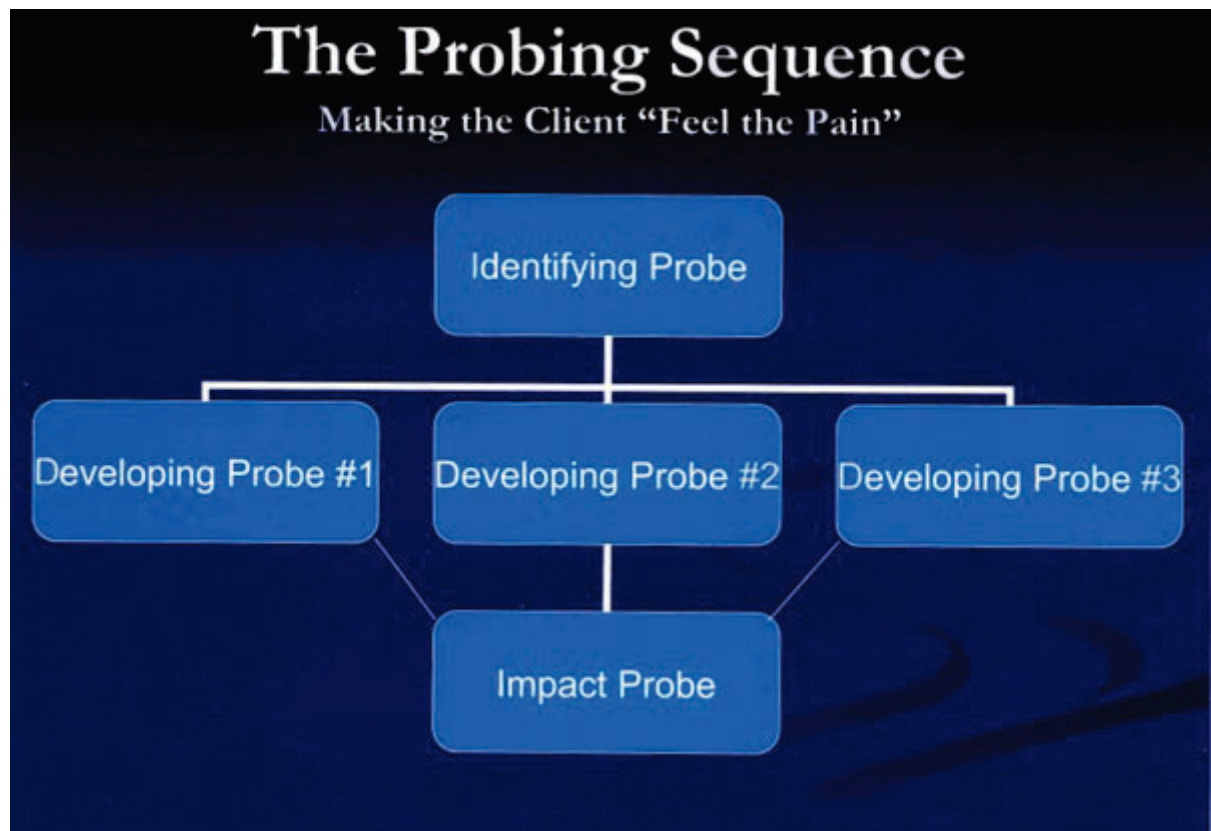 The Probing Sequence
Making the Client “Feel the Pain”
Identifying Probe
Developing Probe #1
Developing Probe #2
Developing Probe #3
Impact Probe